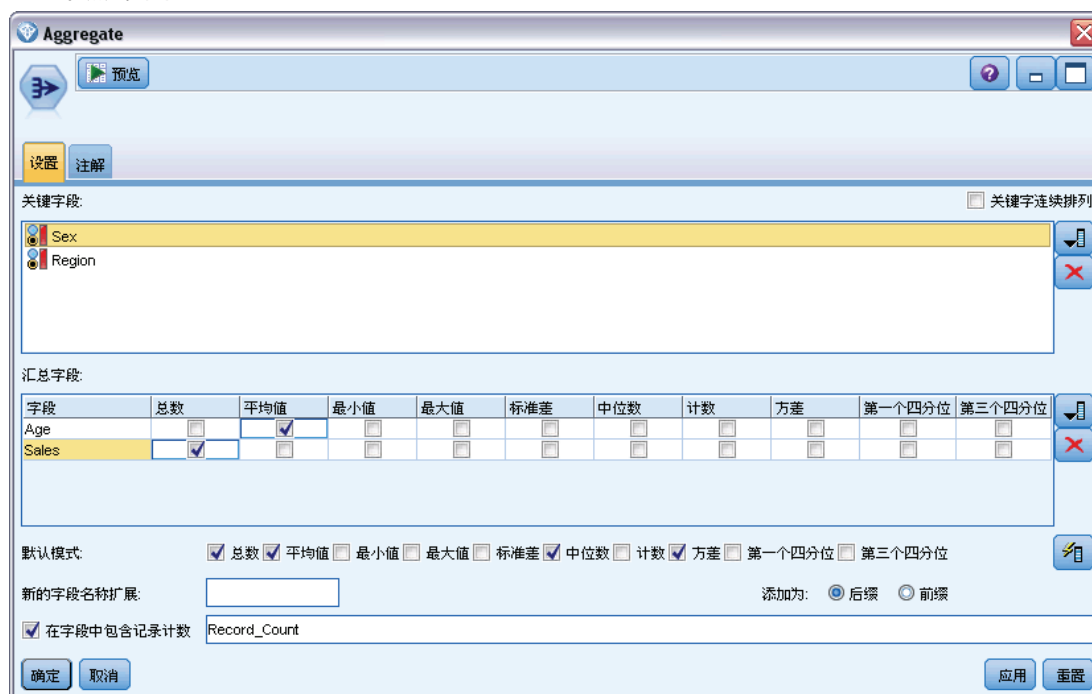 Aggregate
预览
设置 注解
关键字段: 关键字连续排列
Sex
Region
汇总字段:
字段 总数 平均值 最小值 最大值 标准差 中位数 计数 方差 第一个四分位 第三个四分位
Age
Sales
默认模式: 总数 平均值 最小值 最大值 标准差 中位数 计数 方差 第一个四分位 第三个四分位
新的字段名称扩展: 添加为: 后缀 前缀
在字段中包含记录计数 Record_Count
确定 取消 应用 重置